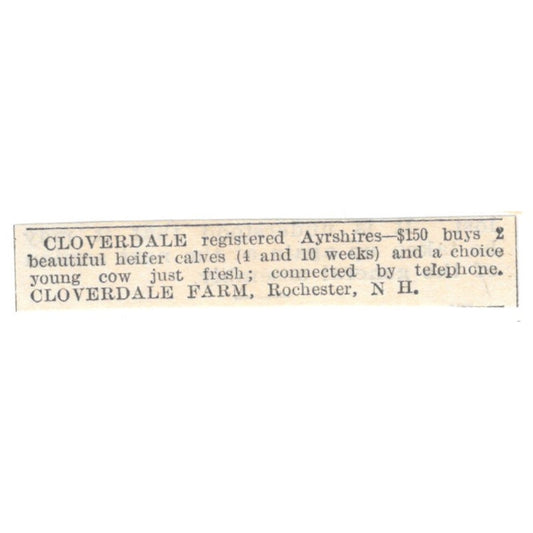 CLOVERDALE registered Ayrshires—$150 buys 2
beautiful heifer calves (4 and 10 weeks) and a choice
young cow just fresh; connected by telephone.
CLOVERDALE FARM, Rochester, N H.